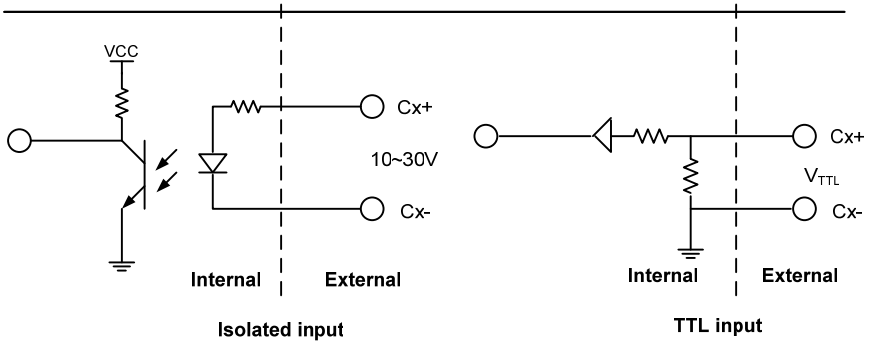 VCC
Cx+
10~30V
Cx-
Internal
External
Isolated input
Cx+
VTTL
Cx-
Internal
External
TTL input